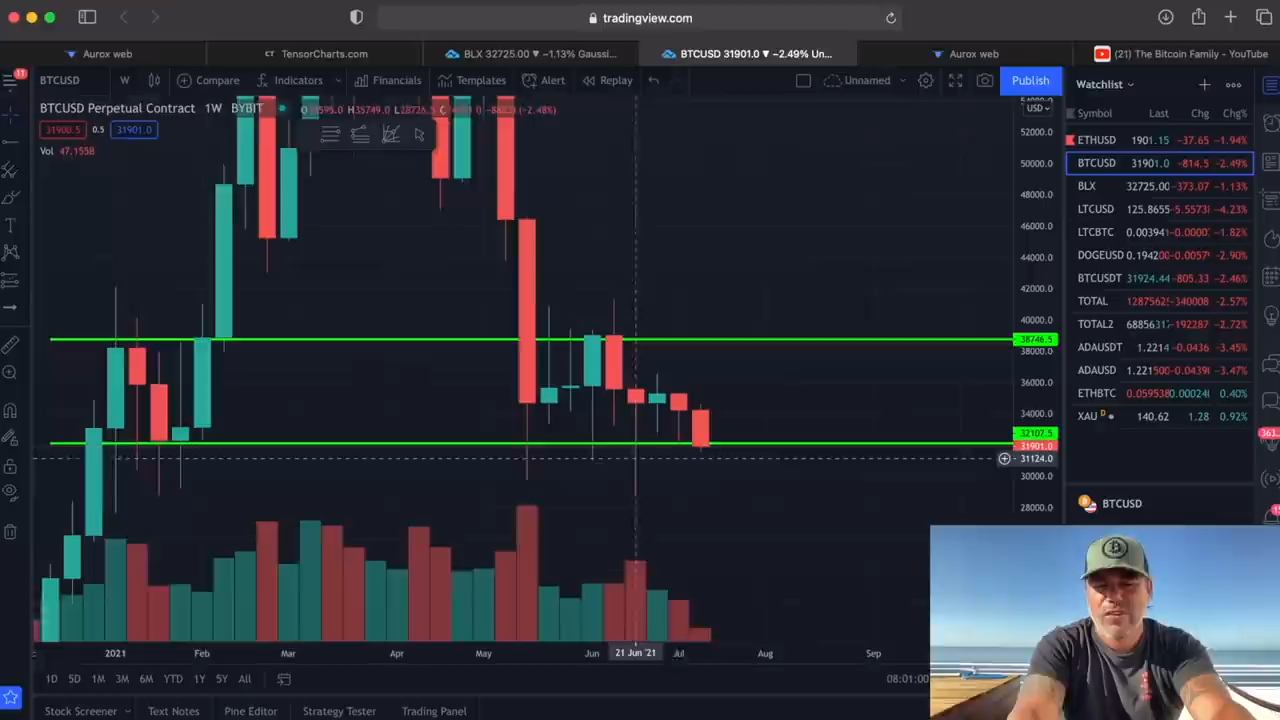 tradingview.com
Aurox web
TensorCharts.com
BLX 32725.00 ▼ −1.13% Gaussi...
BTCUSD 31901.0 ▼ −2.49% Un...
Aurox web
(21) The Bitcoin Family - YouTube
11
BTCUSD
W
Compare
Indicators
Financials
Templates
Alert
Replay
Unnamed
Publish
BTCUSD Perpetual Contract 1W BYBIT
31900.5 0.5 31901.0
Vol 47.155B
USD
52000.0
50000.0
48000.0
46000.0
44000.0
42000.0
40000.0
38746.5
38000.0
36000.0
34000.0
32107.5
31901.0
31124.0
30000.0
28000.0
2021 Feb Mar Apr May Jun 21 Jun '21 Jul Aug Sep
1D 5D 1M 3M 6M YTD 1Y 5Y All
08:01:00
Stock Screener Text Notes Pine Editor Strategy Tester Trading Panel
Watchlist
Symbol Last Chg Chg%
ETHUSD 1901.15 −37.65 −1.94%
BTCUSD 31901.0 −814.5 −2.49%
BLX 32725.00 −373.07 −1.13%
LTCUSD 125.8655 −5.5573 −4.23%
LTCBTC 0.00394 −0.0000 −1.82%
DOGEUSD 0.19420 −0.0057 −2.90%
BTCUSDT 31924.44 −805.33 −2.46%
TOTAL 1287562 −340008 −2.57%
TOTAL2 68856 −192287 −2.72%
ADAUSDT 1.2214 −0.0436 −3.45%
ADAUSD 1.2215 −0.0439 −3.47%
ETHBTC 0.05953 0.00024 0.40%
XAU D 140.62 1.28 0.92%
BTCUSD